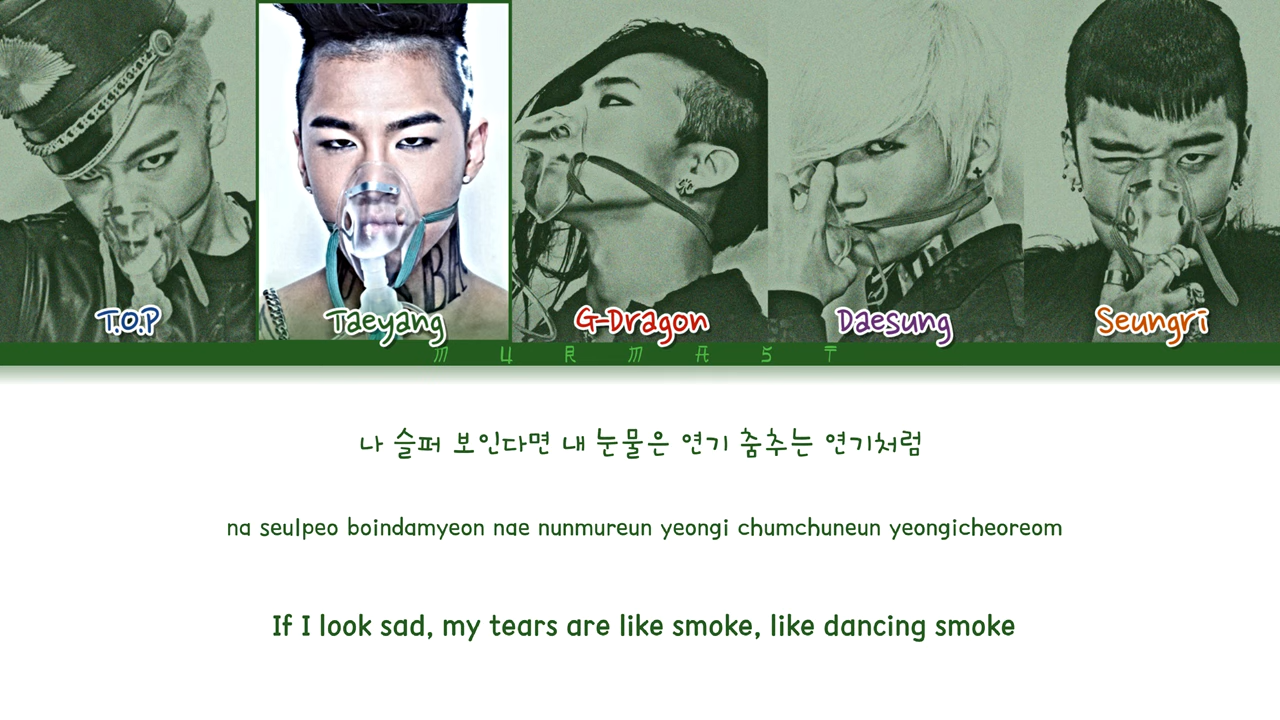 T.O.P
Taeyang
G-Dragon
Daesung
Seungri
MURMAST
나 슬퍼 보인다면 내 눈물은 연기 춤추는 연기처럼
na seulpeo boindamyeon nae nunmureun yeongi chumchuneun yeongicheoreom
If I look sad, my tears are like smoke, like dancing smoke